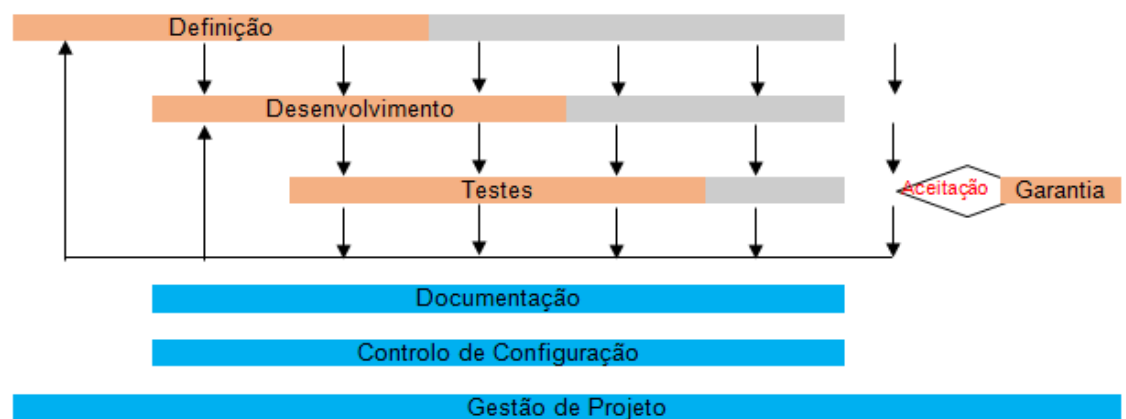 Definição
Desenvolvimento
Testes
Aceitação
Garantia
Documentação
Controlo de Configuração
Gestão de Projeto